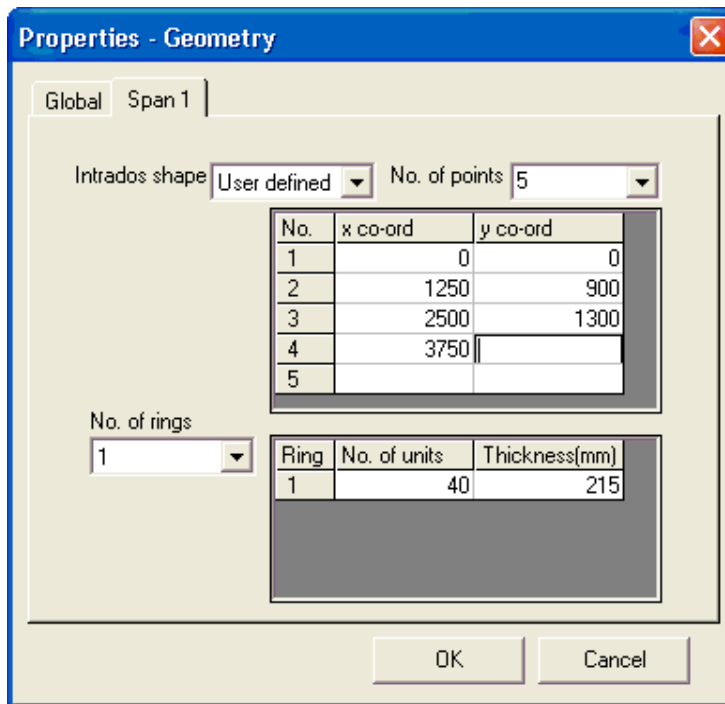 Properties - Geometry
Global Span 1
Intrados shape User defined No. of points 5
No. x co-ord y co-ord
1 0 0
2 1250 900
3 2500 1300
4 3750
5
No. of rings
1
Ring No. of units Thickness(mm)
1 40 215
OK Cancel